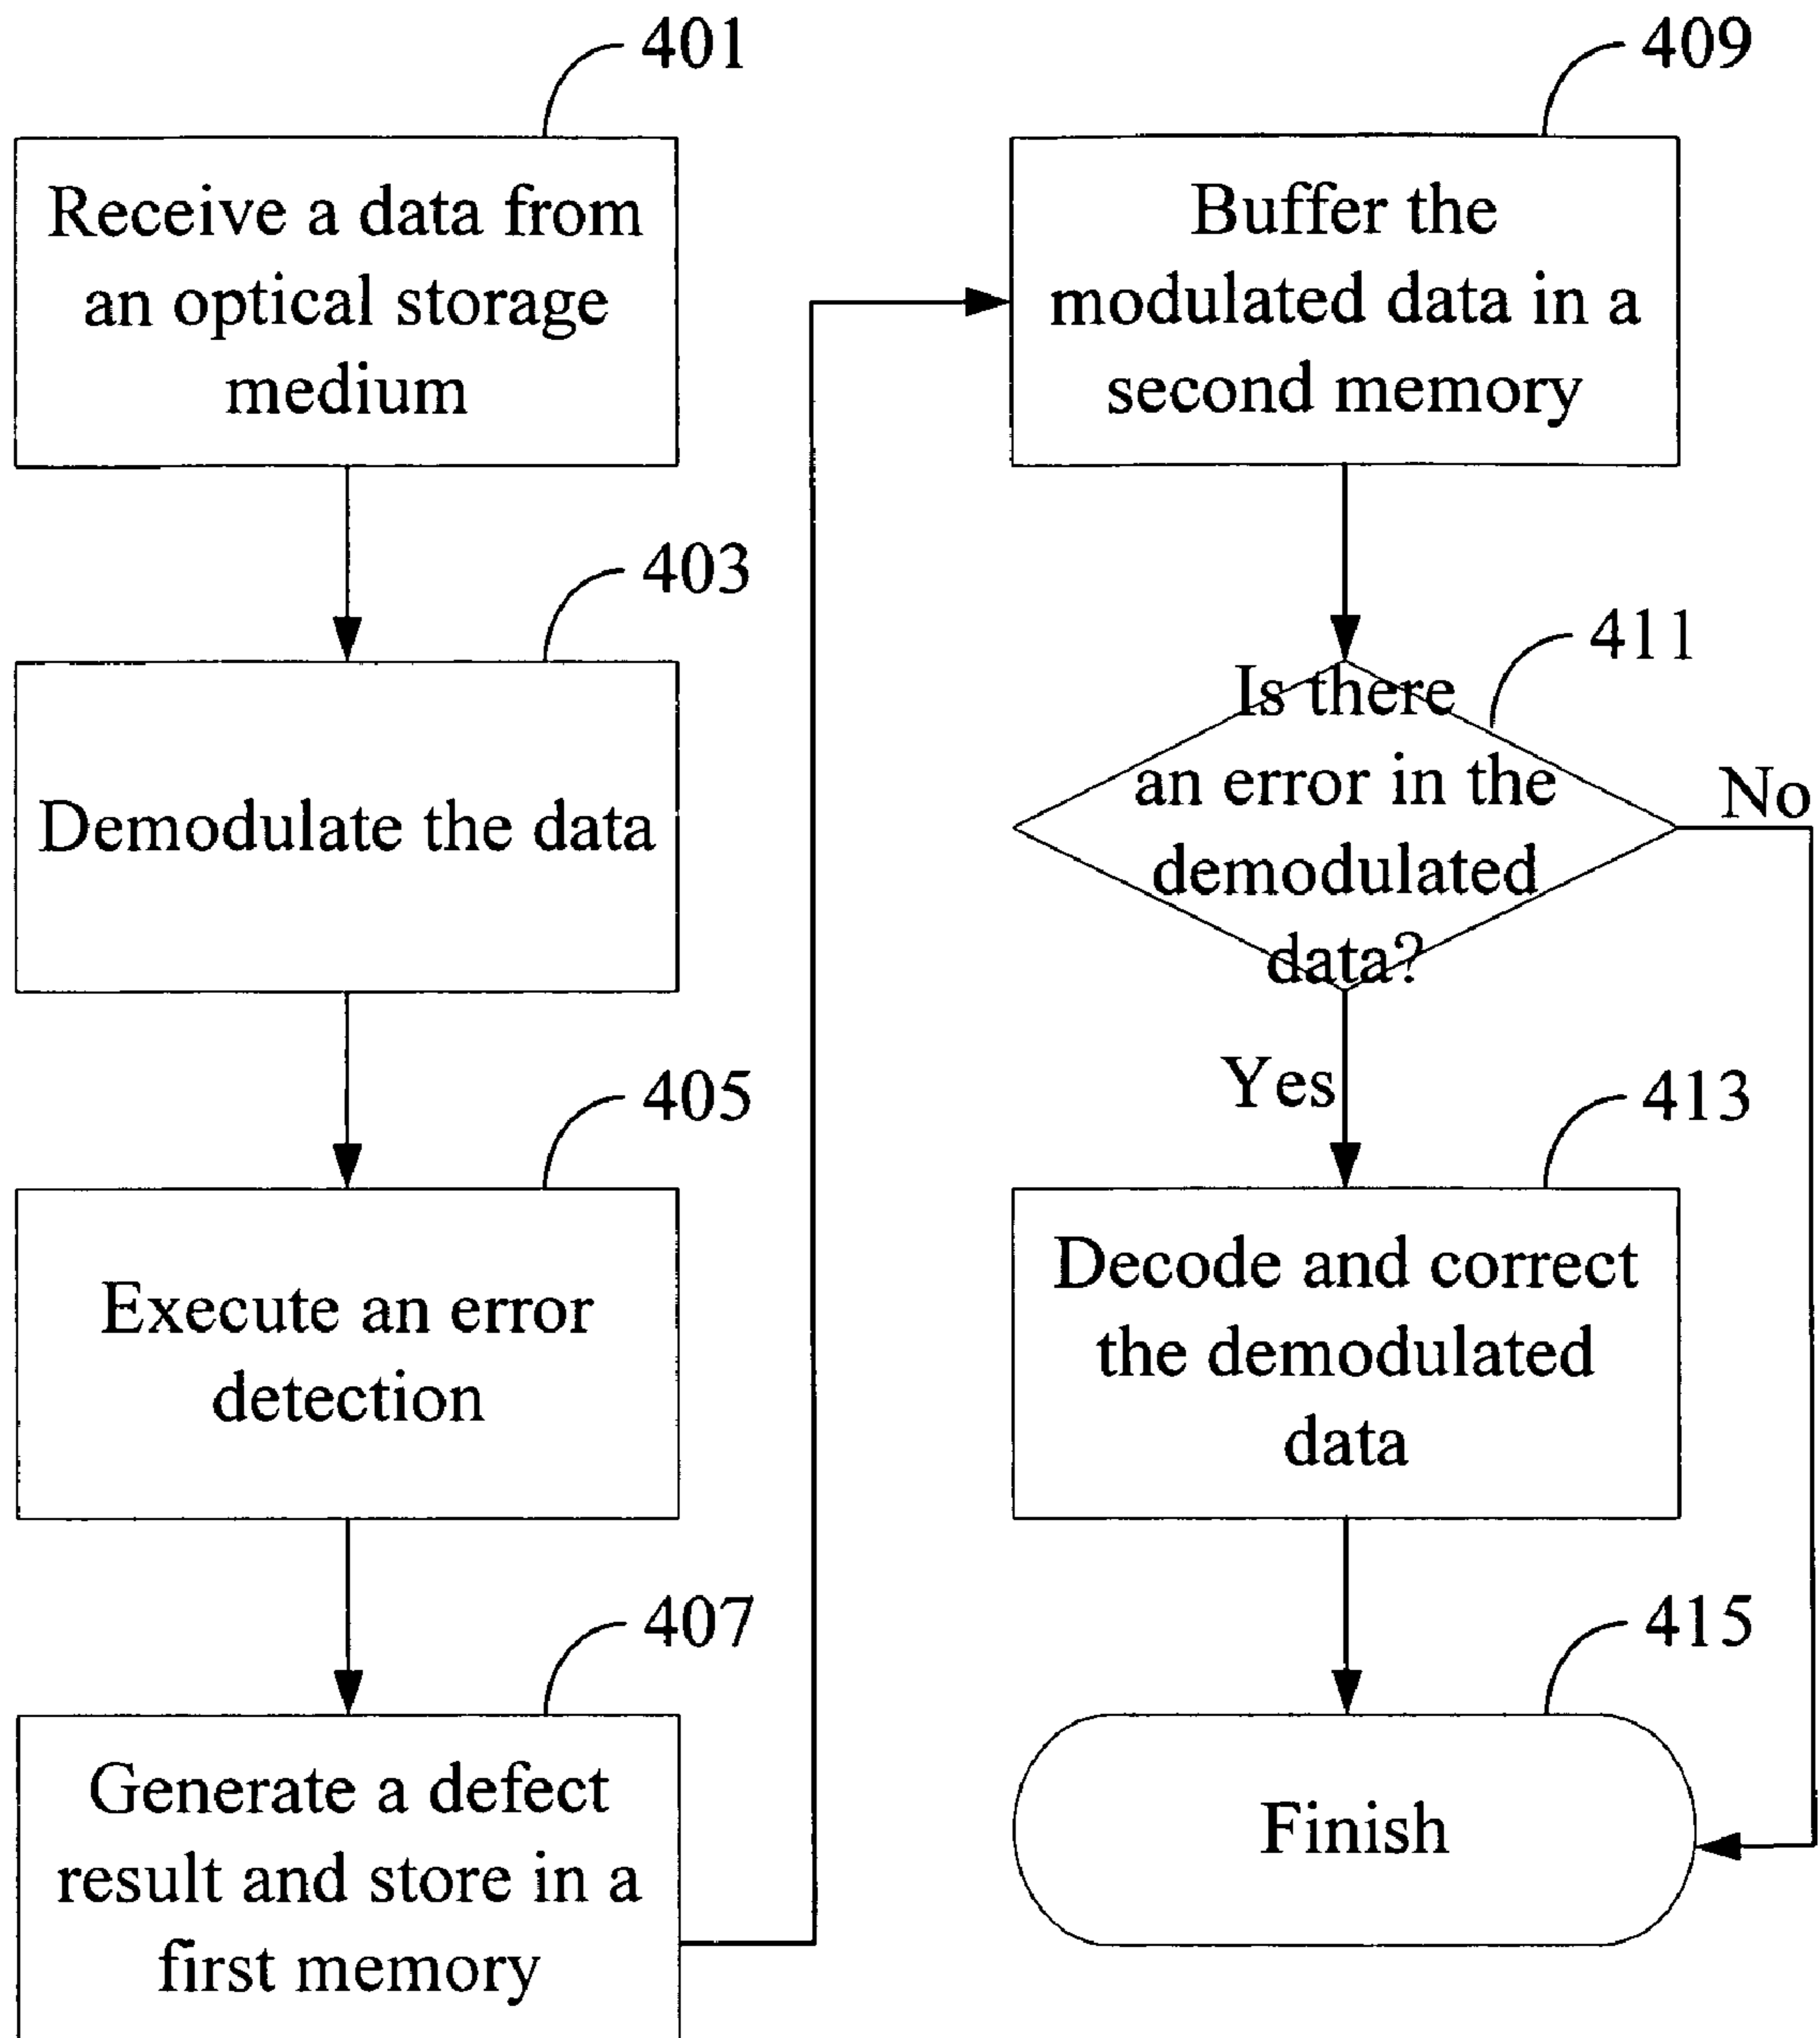 401
Receive a data from
an optical storage
medium
403
Demodulate the data
405
Execute an error
detection
407
Generate a defect
result and store in a
first memory
409
Buffer the
modulated data in a
second memory
411
Is there
an error in the
demodulated
data?
No
Yes
413
Decode and correct
the demodulated
data
415
Finish